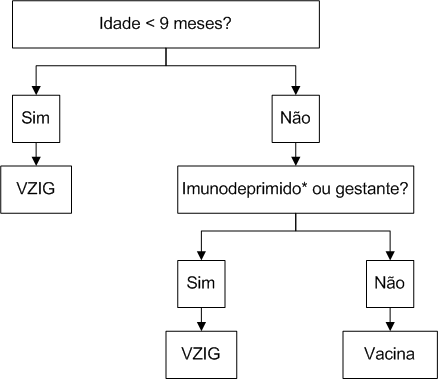 Idade < 9 meses?
Sim
Não
VZIG
Imunodeprimido* ou gestante?
Sim
Não
VZIG
Vacina